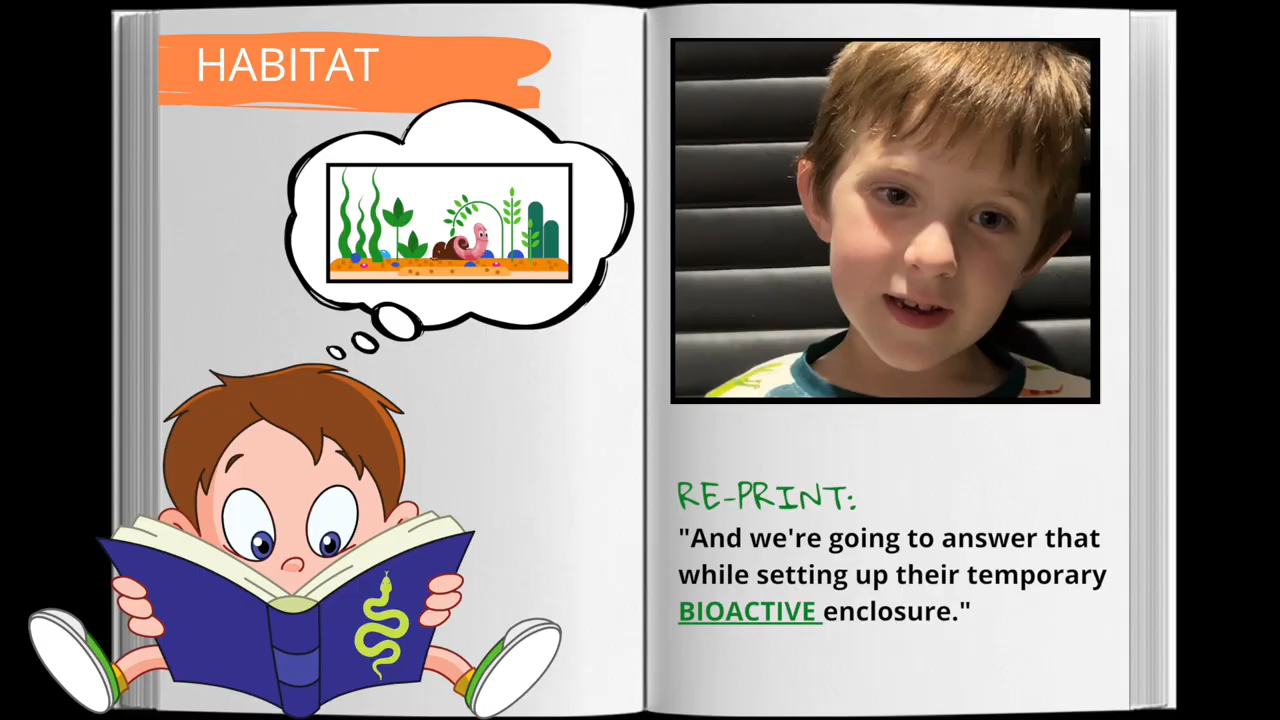 HABITAT
RE-PRINT:
"And we're going to answer that
while setting up their temporary
BIOACTIVE enclosure."